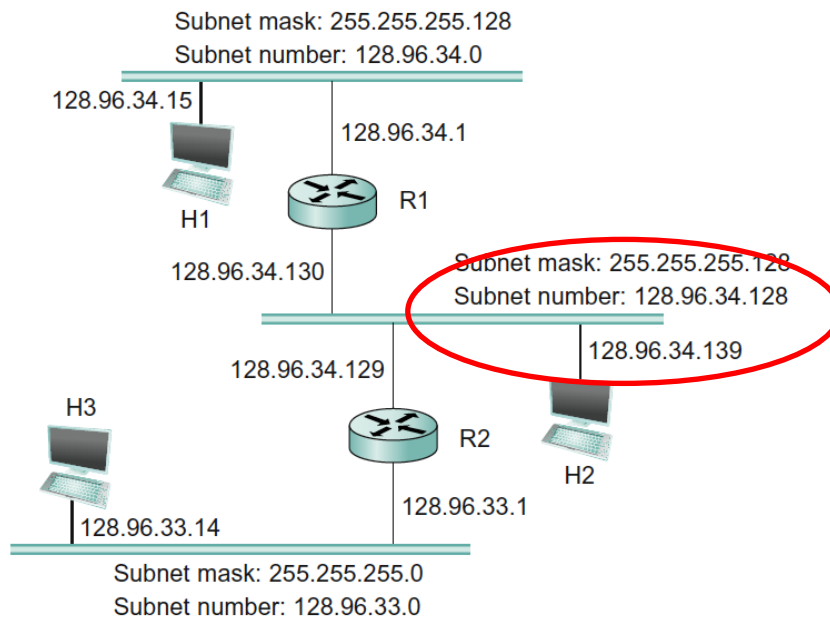 Subnet mask: 255.255.255.128
Subnet number: 128.96.34.0
128.96.34.15
128.96.34.1
H1
R1
128.96.34.130
Subnet mask: 255.255.255.128
Subnet number: 128.96.34.128
128.96.34.139
128.96.34.129
H3
R2
H2
128.96.33.1
128.96.33.14
Subnet mask: 255.255.255.0
Subnet number: 128.96.33.0